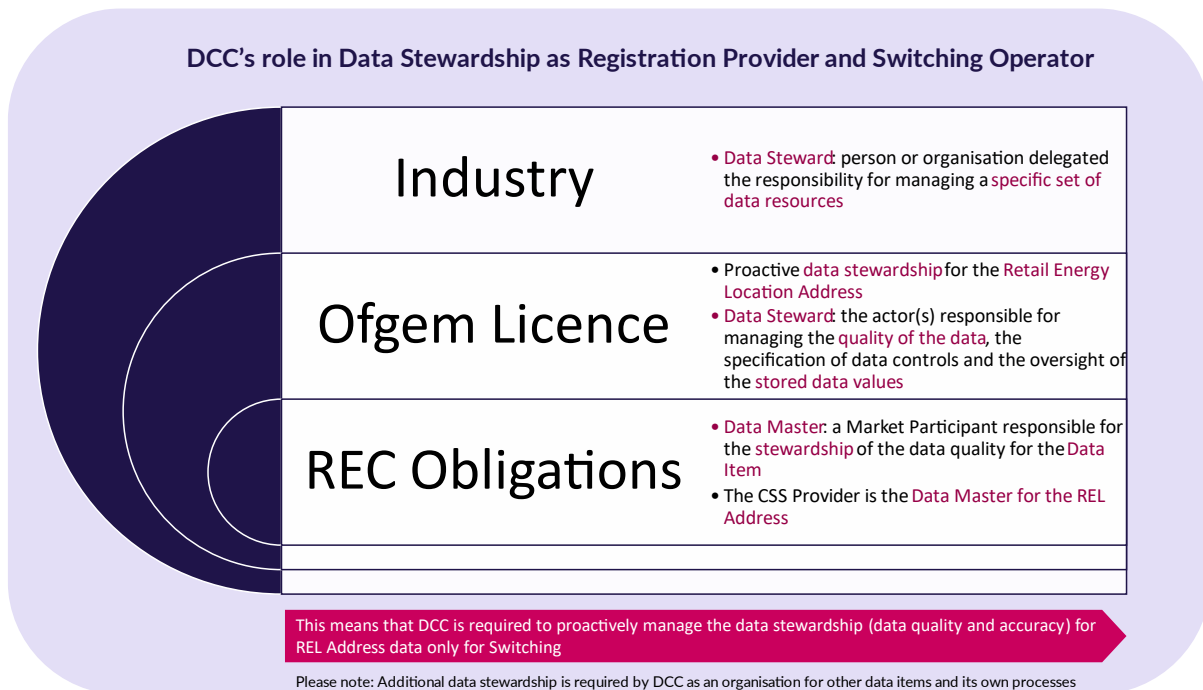 DCC's role in Data Stewardship as Registration Provider and Switching Operator
Industry
• Data Steward: person or organisation delegated
the responsibility for managing a specific set of
data resources
Ofgem Licence
• Proactive data stewardship for the Retail Energy
Location Address
• Data Steward: the actor(s) responsible for
managing the quality of the data, the
specification of data controls and the oversight of
the stored data values
REC Obligations
• Data Master: a Market Participant responsible for
the stewardship of the data quality for the Data
Item
• The CSS Provider is the Data Master for the REL
Address
This means that DCC is required to proactively manage the data stewardship (data quality and accuracy) for
REL Address data only for Switching
Please note: Additional data stewardship is required by DCC as an organisation for other data items and its own processes